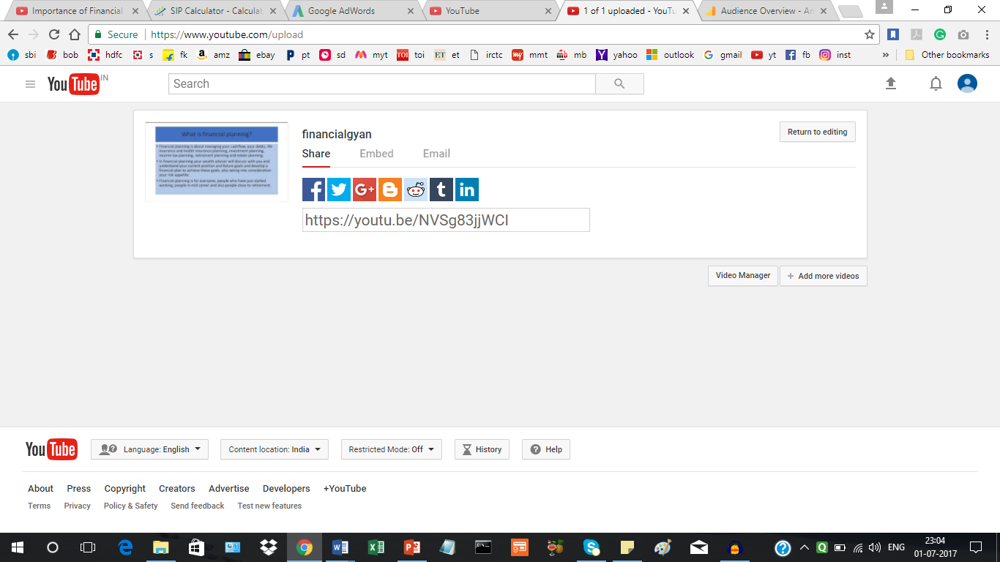 Importance of Financial
SIP Calculator - Calculat
Google AdWords
YouTube
1 of 1 uploaded - YouTu
Audience Overview - An
Secure https://www.youtube.com/upload
sbi bob hdfc s fk amz ebay pt sd myt toi et irctc mmt mb yahoo outlook gmail yt fb inst » Other bookmarks
YouTube IN
Search
What is financial planning?
• Financial planning is about managing your cashflow, your debts, life
insurance and health insurance planning, investment planning,
income tax planning, retirement planning and estate planning.
• In financial planning your wealth adviser will discuss with you and
understand your current position and future goals and develop a
financial plan to achieve these goals, also taking into consideration
your risk appetite.
• Financial planning is for everyone, people who have just started
working, people in mid career and also people close to retirement.
financialgyan
Return to editing
Share Embed Email
https://youtu.be/NVSg83jjWCI
Video Manager + Add more videos
YouTube Language: English Content location: India Restricted Mode: Off History Help
About Press Copyright Creators Advertise Developers +YouTube
Terms Privacy Policy & Safety Send feedback Test new features
ENG
23:04
01-07-2017